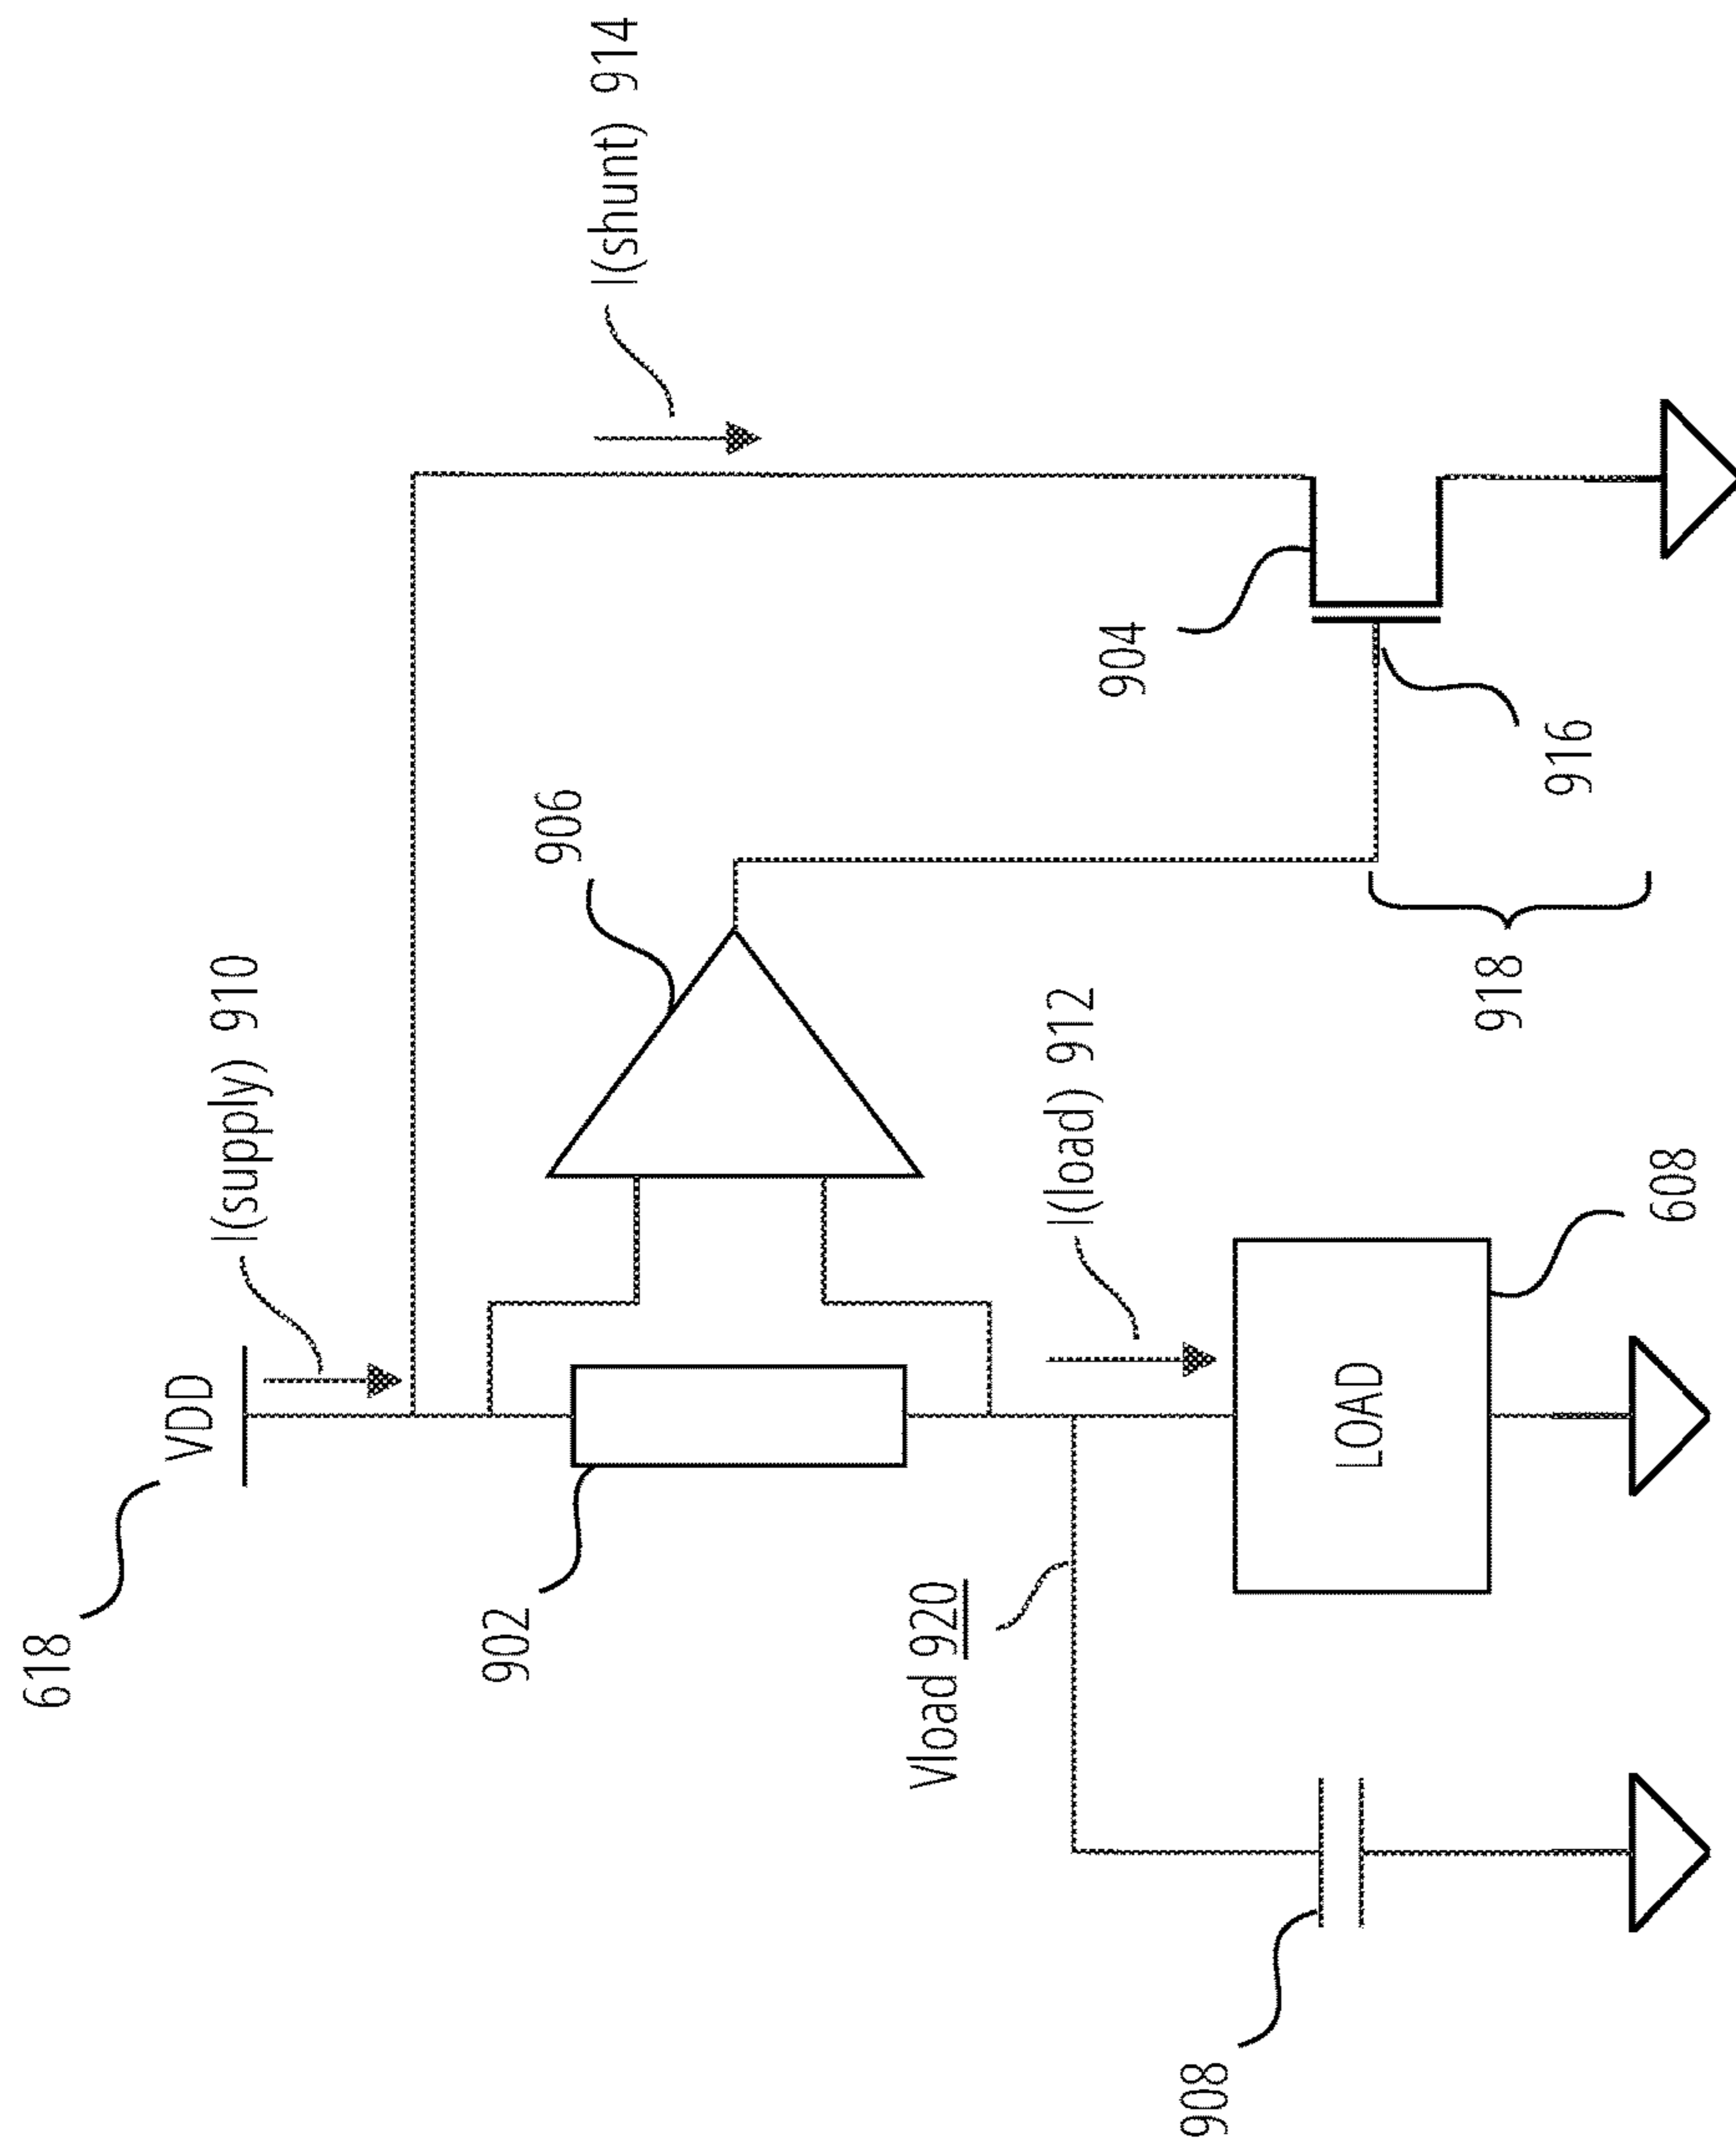 618
VDD
I(supply) 910
902
906
I(shunt) 914
Vload 920
I(load) 912
904
908
LOAD
918
916
608